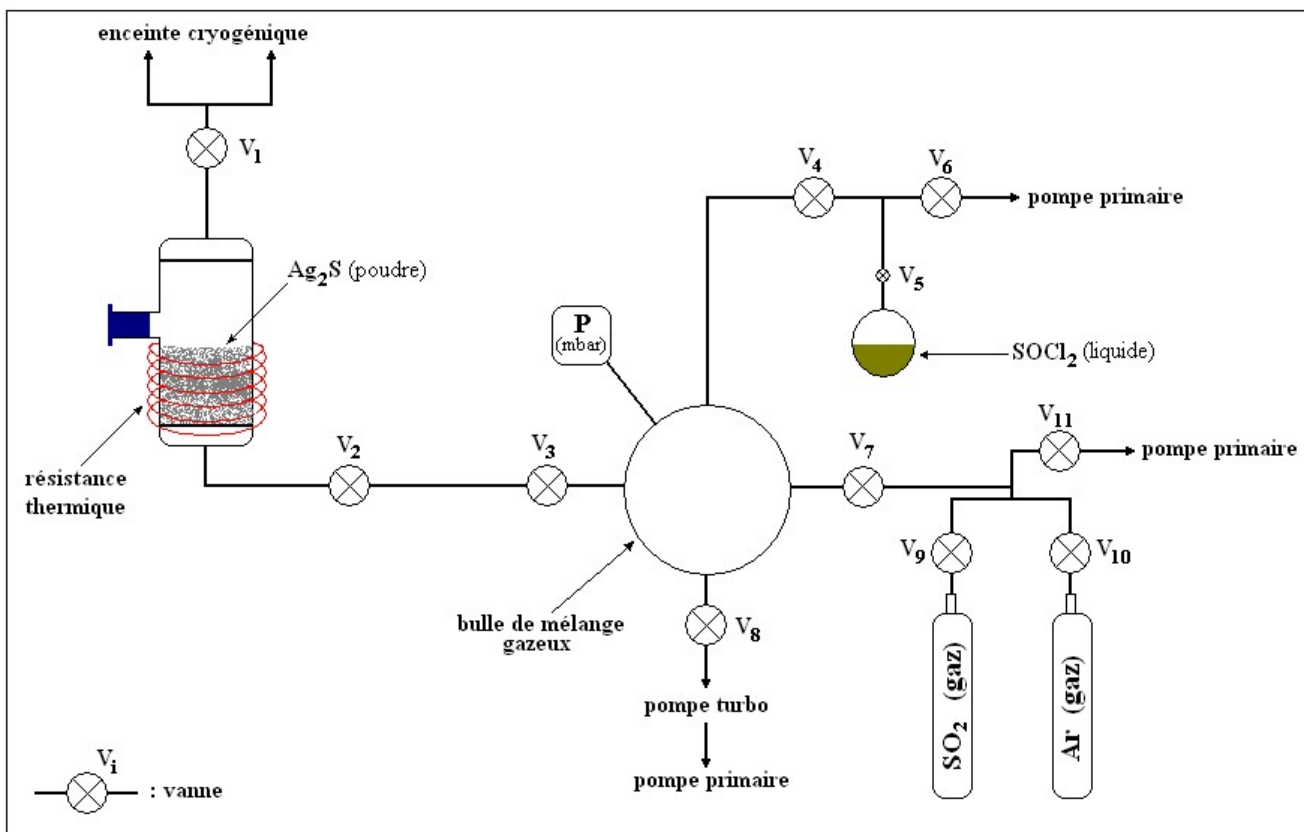 enceinte cryogénique
V1
Ag2S (poudre)
résistance
thermique
V2
V3
P
(mbar)
V4
V6
pompe primaire
V5
SOCl2 (liquide)
V7
V11
pompe primaire
V9
V10
SO2 (gaz)
Ar (gaz)
bulle de mélange
gazeux
V8
pompe turbo
pompe primaire
Vi
: vanne